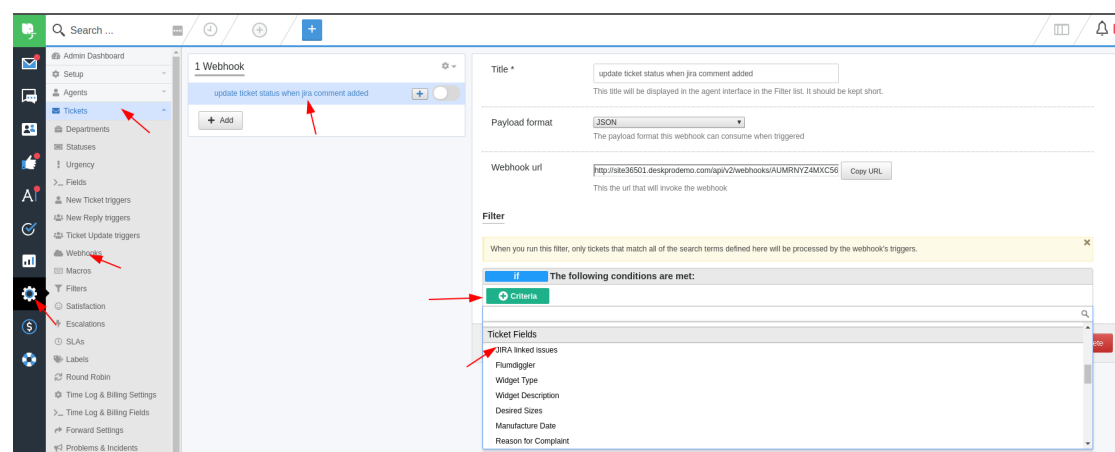 Search ...
Admin Dashboard
Setup
Agents
Tickets
Departments
Statuses
Urgency
Fields
New Ticket triggers
New Reply triggers
Ticket Update triggers
Webhooks
Macros
Filters
Satisfaction
Escalations
SLAs
Labels
Round Robin
Time Log & Billing Settings
Time Log & Billing Fields
Forward Settings
Problems & Incidents
1 Webhook
update ticket status when jira comment added
Add
Title *
update ticket status when jira comment added
This title will be displayed in the agent interface in the Filter list. It should be kept short.
Payload format
JSON
The payload format this webhook can consume when triggered
Webhook url
http://site36501.deskprodemo.com/api/v2/webhooks/AUMRNYZ4MXC56
Copy URL
This the url that will invoke the webhook
Filter
When you run this filter, only tickets that match all of the search terms defined here will be processed by the webhook's triggers.
if The following conditions are met:
Criteria
Ticket Fields
JIRA linked issues
Flumdiggler
Widget Type
Widget Description
Desired Sizes
Manufacture Date
Reason for Complaint